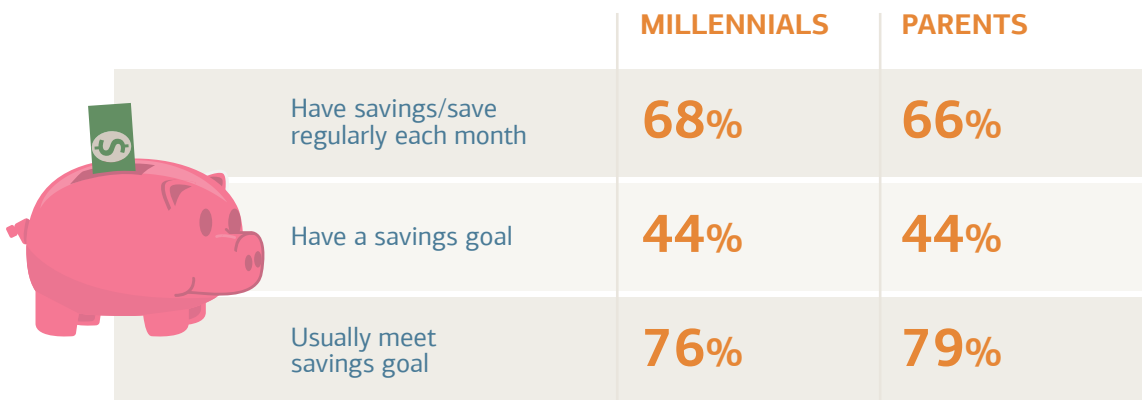 MILLENNIALS PARENTS
Have savings/save
regularly each month
68% 66%
Have a savings goal 44% 44%
Usually meet
savings goal
76% 79%
$